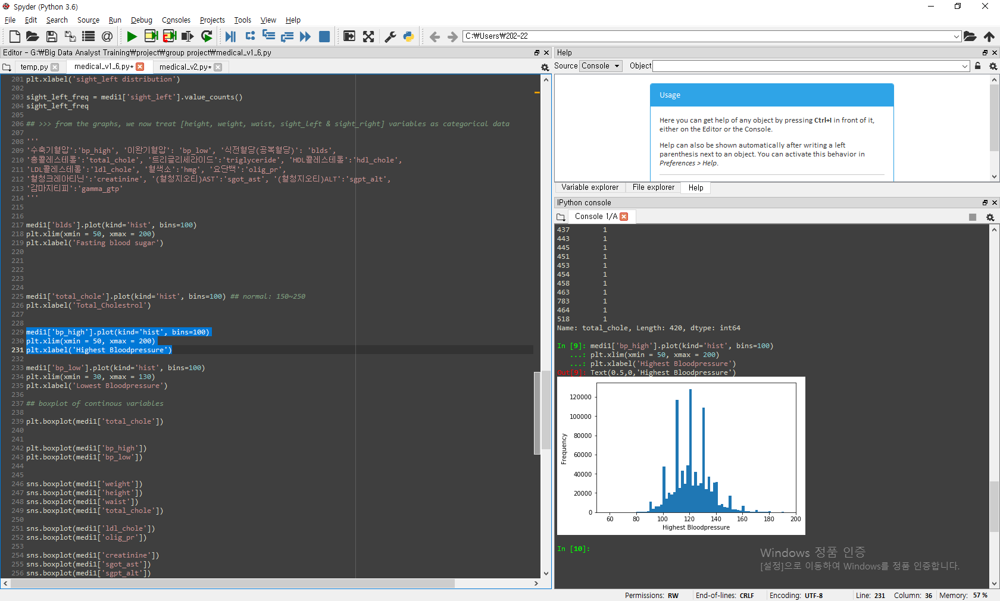 Spyder (Python 3.6)
File Edit Search Source Run Debug Consoles Projects Tools View Help
C:₩Users₩202-22
Editor - G:₩Big Data Analyst Training₩project₩group project₩medical_v1_6.py
temp.py medical_v1_6.py* medical_v2.py*
201 plt.xlabel('sight_left distribution')
202
203 sight_left_freq = medi1['sight_left'].value_counts()
204 sight_left_freq
205
206 ## >>> from the graphs, we now treat [height, weight, waist, sight_left & sight_right] variables as categorical data
207
208 '''
209 '수축기혈압':'bp_high', '이완기혈압': 'bp_low', '식전혈당(공복혈당)': 'blds',
210 '총콜레스테롤':'total_chole', '트리글리세라이드':'triglyceride', 'HDL콜레스테롤':'hdl_chole',
211 'LDL콜레스테롤':'ldl_chole', '혈색소':'hmg', '요단백':'olig_pr',
212 '혈청크레아티닌':'creatinine', '(혈청지오티)AST':'sgot_ast', '(혈청지오티)ALT':'sgpt_alt',
213 '감마지티피':'gamma_gtp'
214 '''
215
216
217 medi1['blds'].plot(kind='hist', bins=100)
218 plt.xlim(xmin = 50, xmax = 200)
219 plt.xlabel('Fasting blood sugar')
220
221
222
223
224
225 medi1['total_chole'].plot(kind='hist', bins=100) ## normal: 150~250
226 plt.xlabel('Total_Cholestrol')
227
228
229 medi1['bp_high'].plot(kind='hist', bins=100)
230 plt.xlim(xmin = 50, xmax = 200)
231 plt.xlabel('Highest Bloodpressure')
232
233 medi1['bp_low'].plot(kind='hist', bins=100)
234 plt.xlim(xmin = 30, xmax = 130)
235 plt.xlabel('Lowest Bloodpressure')
236
237 ## boxplot of continous variables
238
239 plt.boxplot(medi1['total_chole'])
240
241
242 plt.boxplot(medi1['bp_high'])
243 plt.boxplot(medi1['bp_low'])
244
245
246 sns.boxplot(medi1['weight'])
247 sns.boxplot(medi1['height'])
248 sns.boxplot(medi1['waist'])
249 sns.boxplot(medi1['total_chole'])
250
251 sns.boxplot(medi1['ldl_chole'])
252 sns.boxplot(medi1['olig_pr'])
253
254 sns.boxplot(medi1['creatinine'])
255 sns.boxplot(medi1['sgot_ast'])
256 sns.boxplot(medi1['sgpt_alt'])
Help
Source Console Object
Usage
Here you can get help of any object by pressing Ctrl+I in front of it,
either on the Editor or the Console.
Help can also be shown automatically after writing a left
parenthesis next to an object. You can activate this behavior in
Preferences > Help.
Variable explorer File explorer Help
IPython console
Console 1/A
437 1
443 1
445 1
451 1
453 1
454 1
458 1
463 1
783 1
464 1
518 1
Name: total_chole, Length: 420, dtype: int64
In [9]: medi1['bp_high'].plot(kind='hist', bins=100)
...: plt.xlim(xmin = 50, xmax = 200)
...: plt.xlabel('Highest Bloodpressure')
Out[9]: Text(0.5,0,'Highest Bloodpressure')
120000
100000
80000
60000
40000
20000
0
Frequency
60 80 100 120 140 160 180 200
Highest Bloodpressure
In [10]:
Windows 정품 인증
[설정]으로 이동하여 Windows를 정품 인증합니다.
Permissions: RW End-of-lines: CRLF Encoding: UTF-8 Line: 231 Column: 36 Memory: 57 %